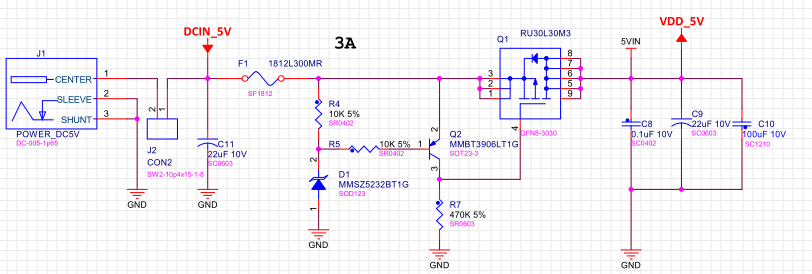 DCIN_5V
3A
Q1
RU30L30M3
VDD_5V
5VIN
J1
CENTER
1
SLEEVE
2
SHUNT
3
POWER_DC5V
DC-005-1p65
2
1
J2
CON2
SW2-10p4x15-1-8
GND
C11
22uF 10V
SC0603
GND
F1
1812L300MR
SF1812
R4
10K 5%
SR0402
R5
10K 5%
SR0402
2
D1
MMSZ5232BT1G
SOD123
1
GND
2
1
3
Q2
MMBT3906LT1G
SOT23-3
R7
470K 5%
SR0603
GND
3
2
1
8
7
6
5
9
4
QFN8-3030
C8
0.1uF 10V
SC0402
C9
22uF 10V
SC0603
C10
100uF 10V
SC1210
GND